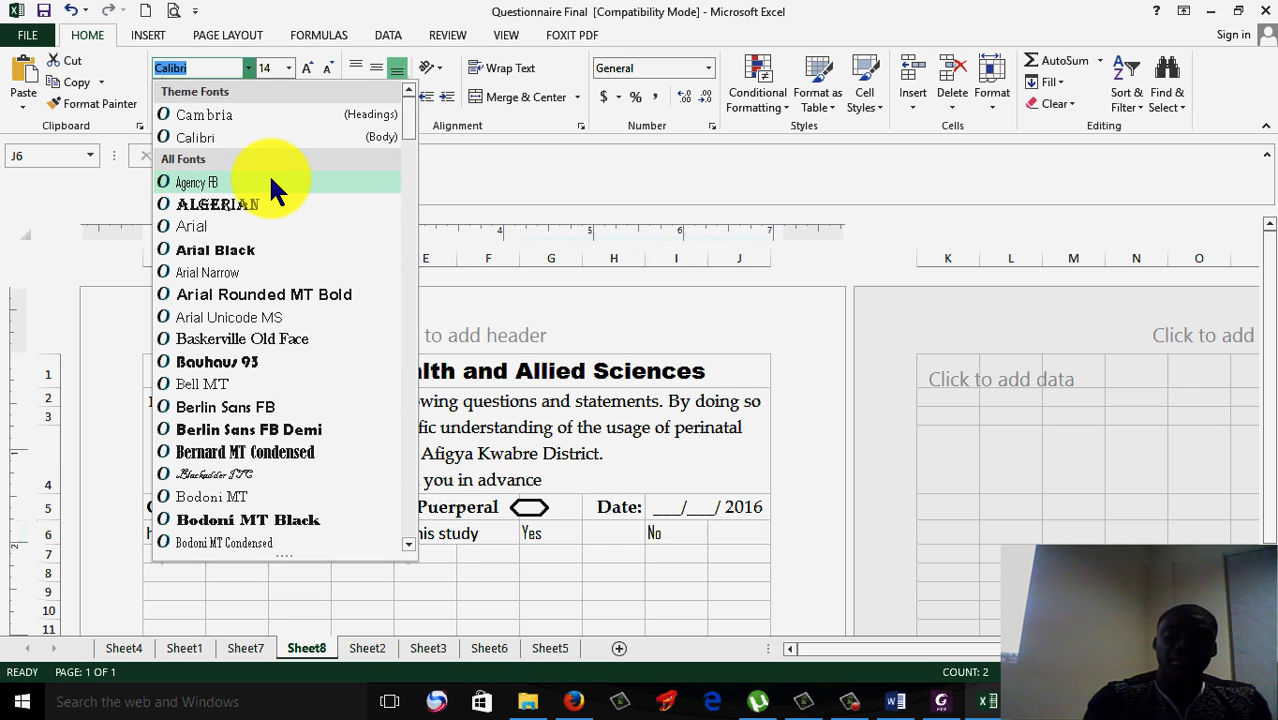 Questionnaire Final [Compatibility Mode] - Microsoft Excel
FILE HOME INSERT PAGE LAYOUT FORMULAS DATA REVIEW VIEW FOXIT PDF Sign in
Paste
Cut
Copy
Format Painter
Clipboard
Calibri 14
Wrap Text
Merge & Center
Alignment
General
$ % ,
Number
Conditional Formatting
Format as Table
Cell Styles
Styles
Insert
Delete
Format
Cells
AutoSum
Fill
Clear
Sort & Filter
Find & Select
Editing
J6
Theme Fonts
Cambria (Headings)
Calibri (Body)
All Fonts
Agency FB
ALGERIAN
Arial
Arial Black
Arial Narrow
Arial Rounded MT Bold
Arial Unicode MS
Baskerville Old Face
Bauhaus 93
Bell MT
Berlin Sans FB
Berlin Sans FB Demi
Bernard MT Condensed
Blackadder ITC
Bodoni MT
Bodoni MT Black
Bodoni MT Condensed
4 5 6 7
E F G H I J K L M N O
k to add header
Click to add
1 alth and Allied Sciences
Click to add data
2 owing questions and statements. By doing so
3 fic understanding of the usage of perinatal
Afigya Kwabre District.
4 you in advance
5 Puerperal Date: ___/___/ 2016
6 his study Yes No
7
8
9
10
11
Sheet4 Sheet1 Sheet7 Sheet8 Sheet2 Sheet3 Sheet6 Sheet5
READY PAGE: 1 OF 1 COUNT: 2
Search the web and Windows